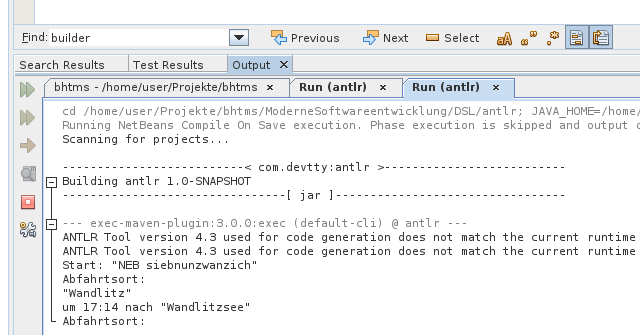 Find: builder Previous Next Select aA
Search Results Test Results Output ×
bhtms - /home/user/Projekte/bhtms × Run (antlr) × Run (antlr) ×
cd /home/user/Projekte/bhtms/ModerneSoftwareentwicklung/DSL/antlr; JAVA_HOME=/home/
Running NetBeans Compile On Save execution. Phase execution is skipped and output
Scanning for projects...
--------------------------< com.devtty:antlr >--------------------------
Building antlr 1.0-SNAPSHOT
--------------------------------[ jar ]---------------------------------
--- exec-maven-plugin:3.0.0:exec (default-cli) @ antlr ---
ANTLR Tool version 4.3 used for code generation does not match the current runtime
ANTLR Tool version 4.3 used for code generation does not match the current runtime
Start: "NEB siebnunzwanzich"
Abfahrtsort:
"Wandlitz"
um 17:14 nach "Wandlitzsee"
Abfahrtsort: